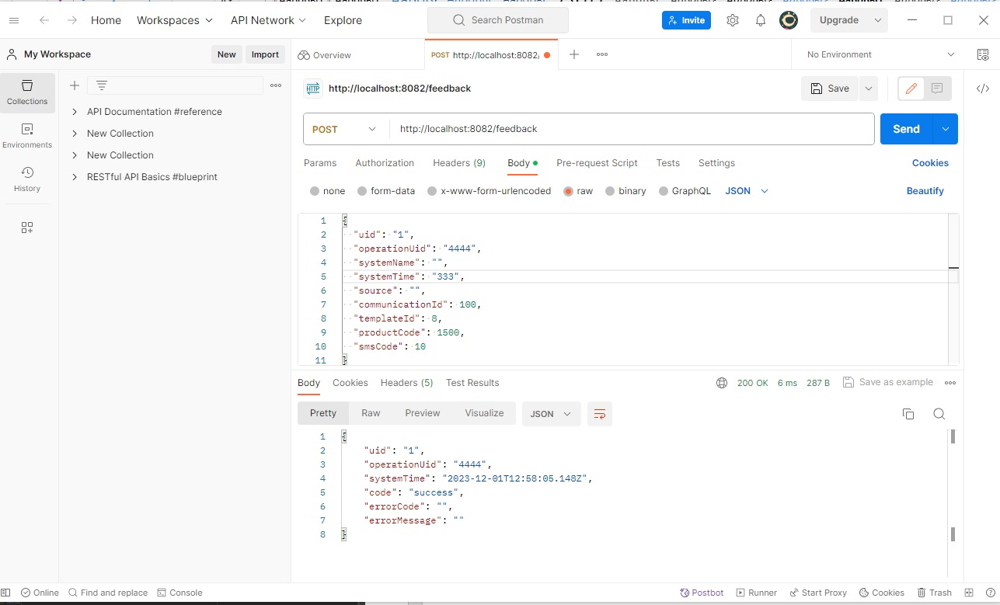 Home Workspaces API Network Explore Search Postman Invite Upgrade
My Workspace New Import Overview POST http://localhost:8082/ No Environment
Collections
Environments
History
API Documentation #reference
New Collection
New Collection
RESTful API Basics #blueprint
HTTP http://localhost:8082/feedback Save
POST http://localhost:8082/feedback Send
Params Authorization Headers (9) Body Pre-request Script Tests Settings Cookies
none form-data x-www-form-urlencoded raw binary GraphQL JSON Beautify
1 {
2 "uid": "1",
3 "operationUid": "4444",
4 "systemName": "",
5 "systemTime": "333",
6 "source": "",
7 "communicationId": 100,
8 "templateId": 8,
9 "productCode": 1500,
10 "smsCode": 10
11 }
Body Cookies Headers (5) Test Results 200 OK 6 ms 287 B Save as example
Pretty Raw Preview Visualize JSON
1 {
2 "uid": "1",
3 "operationUid": "4444",
4 "systemTime": "2023-12-01T12:58:05.148Z",
5 "code": "success",
6 "errorCode": "",
7 "errorMessage": ""
8 }
Online Find and replace Console Postbot Runner Start Proxy Cookies Trash